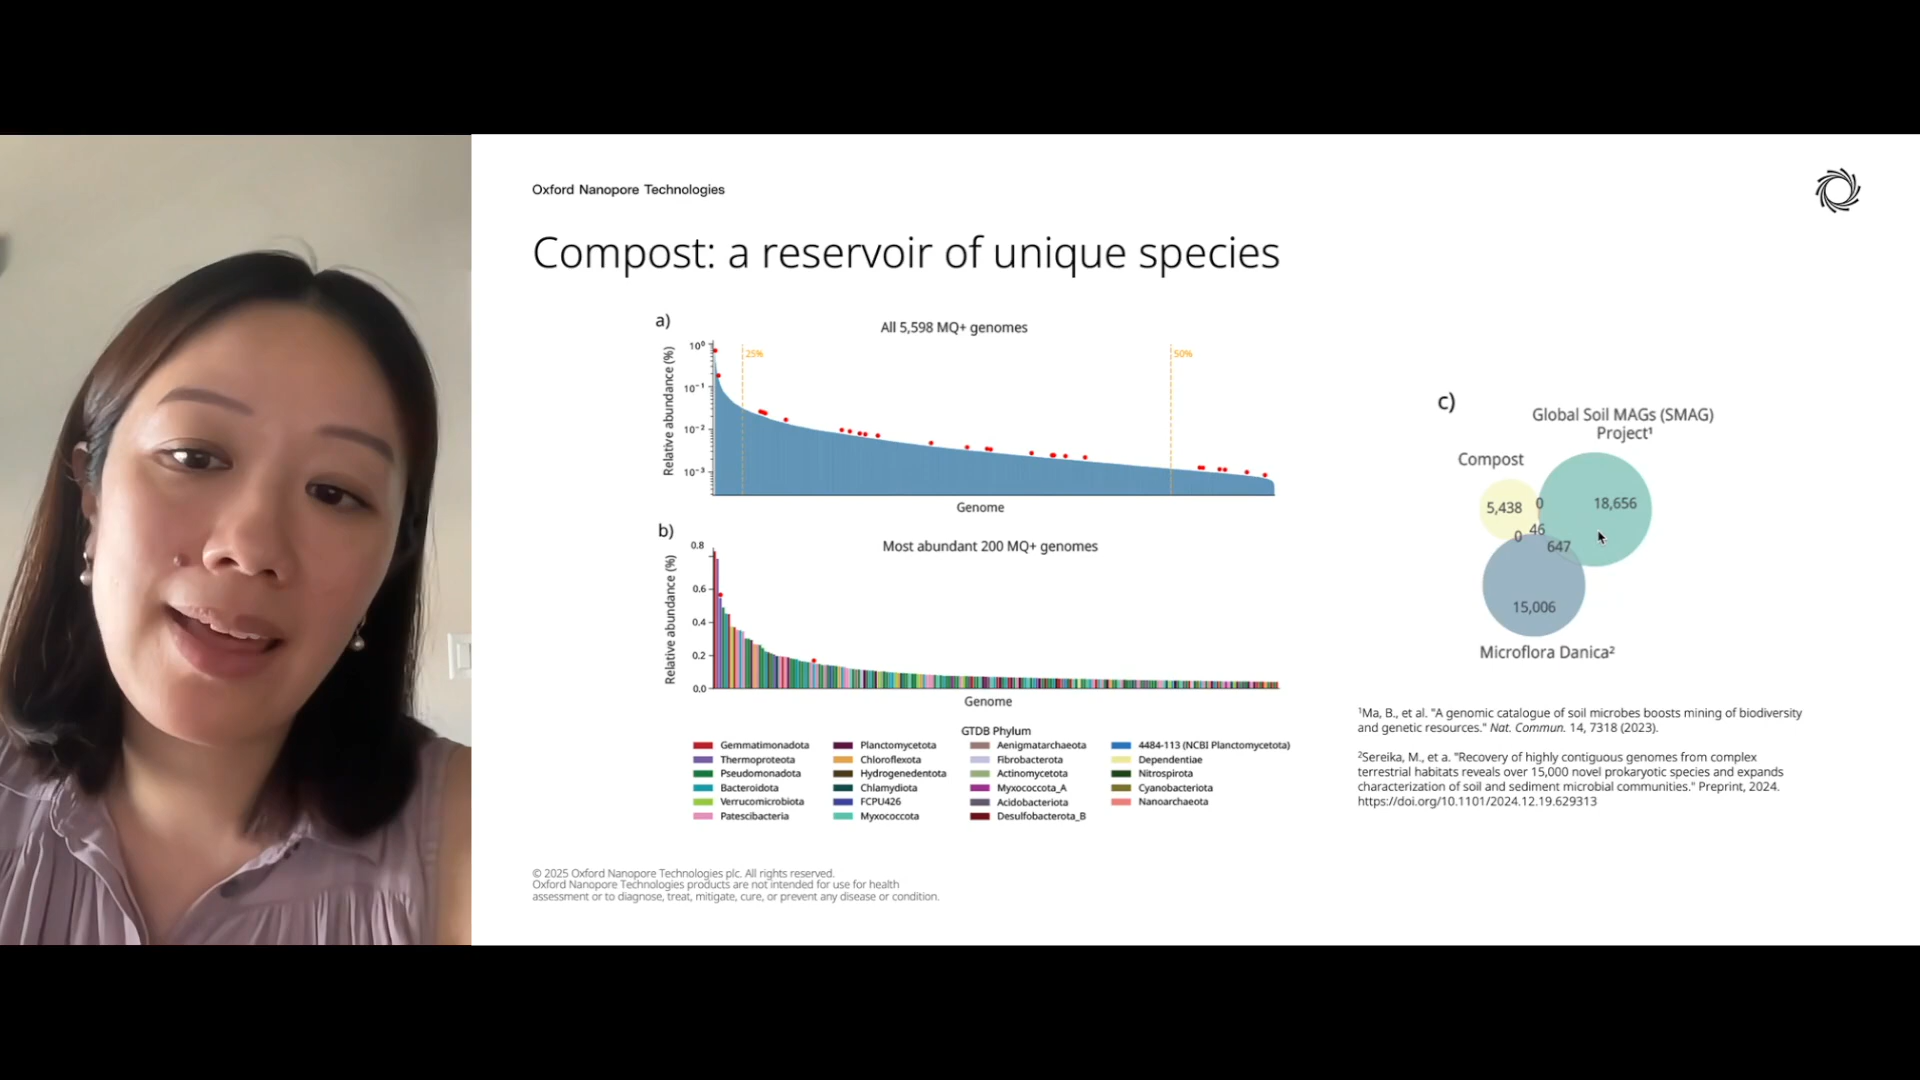 Oxford Nanopore Technologies
Compost: a reservoir of unique species
a)
All 5,598 MQ+ genomes
Relative abundance (%)
10⁰
10⁻¹
10⁻²
10⁻³
25%
50%
Genome
b)
Most abundant 200 MQ+ genomes
Relative abundance (%)
0.8
0.6
0.4
0.2
0.0
Genome
GTDB Phylum
Gemmatimonadota
Thermoproteota
Pseudomonadota
Bacteroidota
Verrucomicrobiota
Patescibacteria
Planctomycetota
Chloroflexota
Hydrogenedentota
Chlamydiota
FCPU426
Myxococcota
Aenigmatarchaeota
Fibrobacterota
Actinomycetota
Myxococcota_A
Acidobacteriota
Desulfobacterota_B
4484-113 (NCBI Planctomycetota)
Dependentiae
Nitrospirota
Cyanobacteriota
Nanoarchaeota
c)
Global Soil MAGs (SMAG)
Project¹
Compost
5,438
0
18,656
46
0
647
15,006
Microflora Danica²
¹Ma, B., et al. "A genomic catalogue of soil microbes boosts mining of biodiversity
and genetic resources." Nat. Commun. 14, 7318 (2023).
²Sereika, M., et a. "Recovery of highly contiguous genomes from complex
terrestrial habitats reveals over 15,000 novel prokaryotic species and expands
characterization of soil and sediment microbial communities." Preprint, 2024.
https://doi.org/10.1101/2024.12.19.629313
© 2025 Oxford Nanopore Technologies plc. All rights reserved.
Oxford Nanopore Technologies products are not intended for use for health
assessment or to diagnose, treat, mitigate, cure, or prevent any disease or condition.